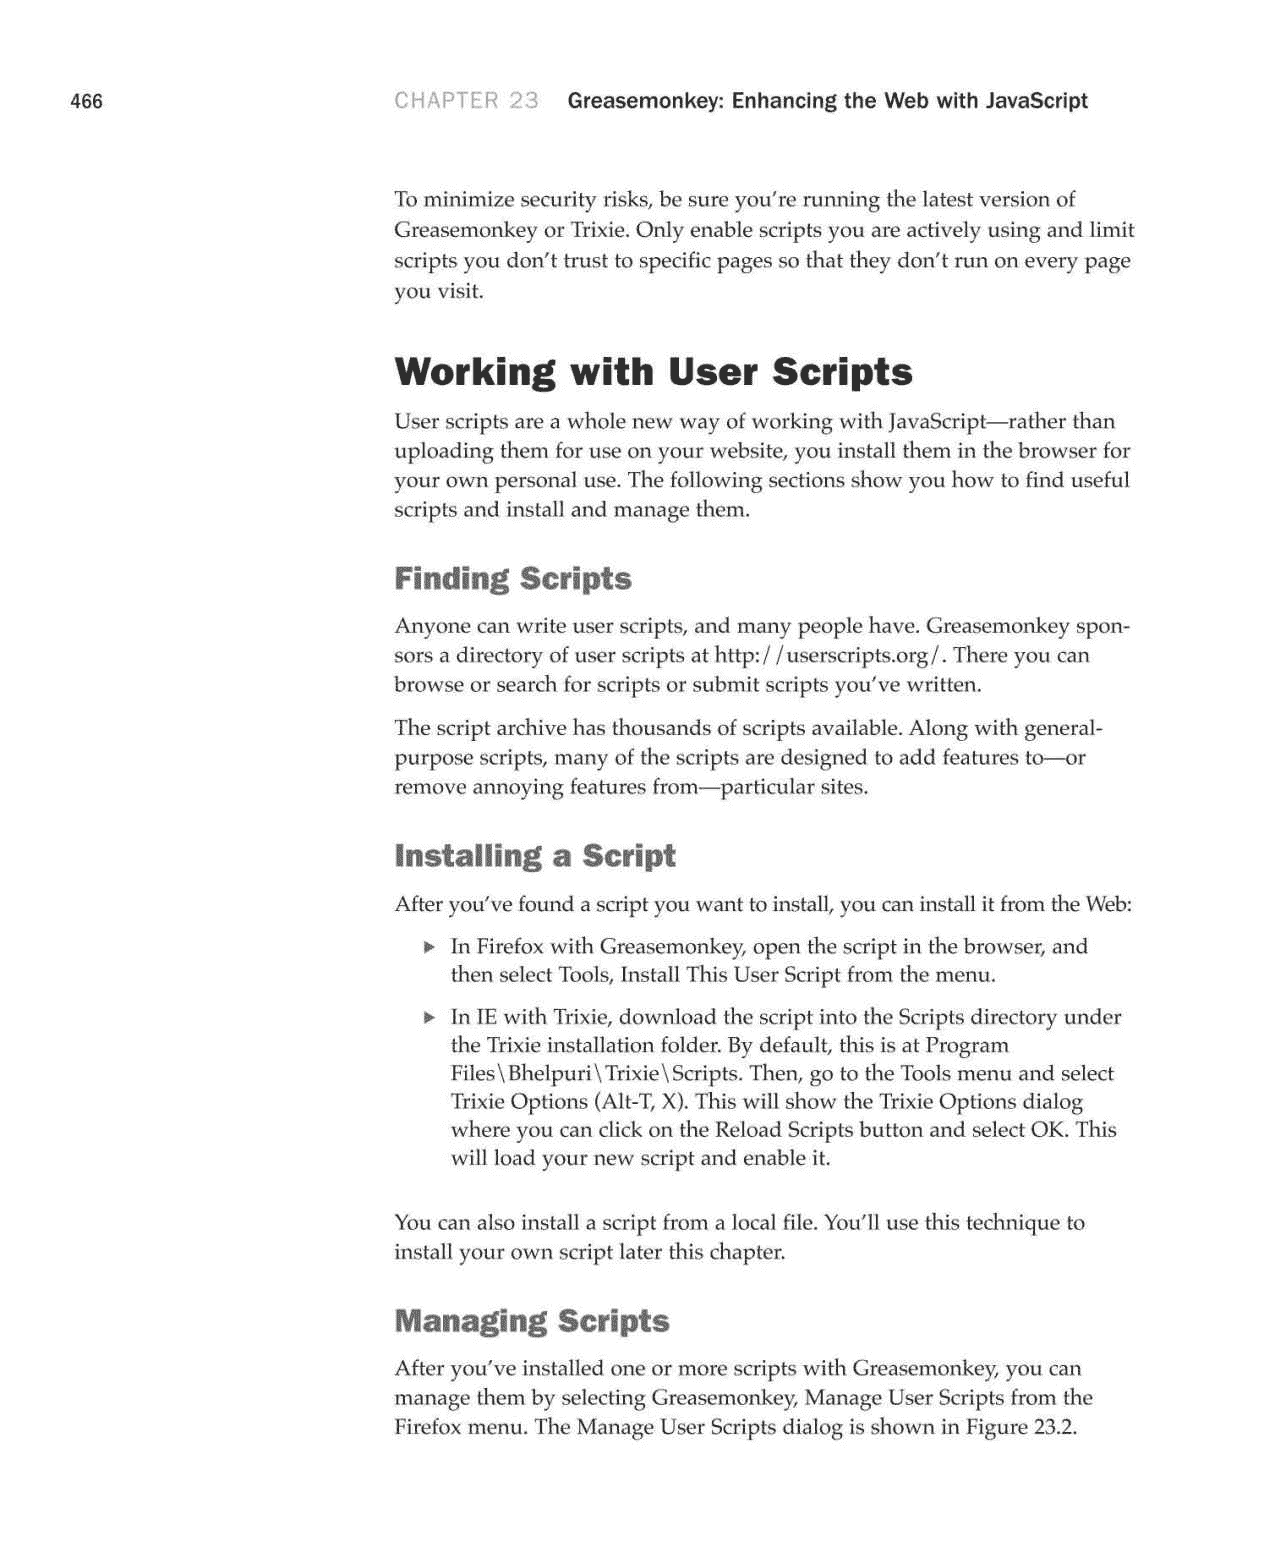 466
CHAPTER 23 Greasemonkey: Enhancing the Web with JavaScript
To minimize security risks, be sure you're running the latest version of
Greasemonkey or Trixie. Only enable scripts you are actively using and limit
scripts you don't trust to specific pages so that they don't run on every page
you visit.
Working with User Scripts
User scripts are a whole new way of working with JavaScript—rather than
uploading them for use on your website, you install them in the browser for
your own personal use. The following sections show you how to find useful
scripts and install and manage them.
Finding Scripts
Anyone can write user scripts, and many people have. Greasemonkey spon-
sors a directory of user scripts at http://userscripts.org/. There you can
browse or search for scripts or submit scripts you've written.
The script archive has thousands of scripts available. Along with general-
purpose scripts, many of the scripts are designed to add features to—or
remove annoying features from—particular sites.
Installing a Script
After you've found a script you want to install, you can install it from the Web:
▶ In Firefox with Greasemonkey, open the script in the browser, and
then select Tools, Install This User Script from the menu.
▶ In IE with Trixie, download the script into the Scripts directory under
the Trixie installation folder. By default, this is at Program
Files\Bhelpuri\Trixie\Scripts. Then, go to the Tools menu and select
Trixie Options (Alt-T, X). This will show the Trixie Options dialog
where you can click on the Reload Scripts button and select OK. This
will load your new script and enable it.
You can also install a script from a local file. You'll use this technique to
install your own script later this chapter.
Managing Scripts
After you've installed one or more scripts with Greasemonkey, you can
manage them by selecting Greasemonkey, Manage User Scripts from the
Firefox menu. The Manage User Scripts dialog is shown in Figure 23.2.